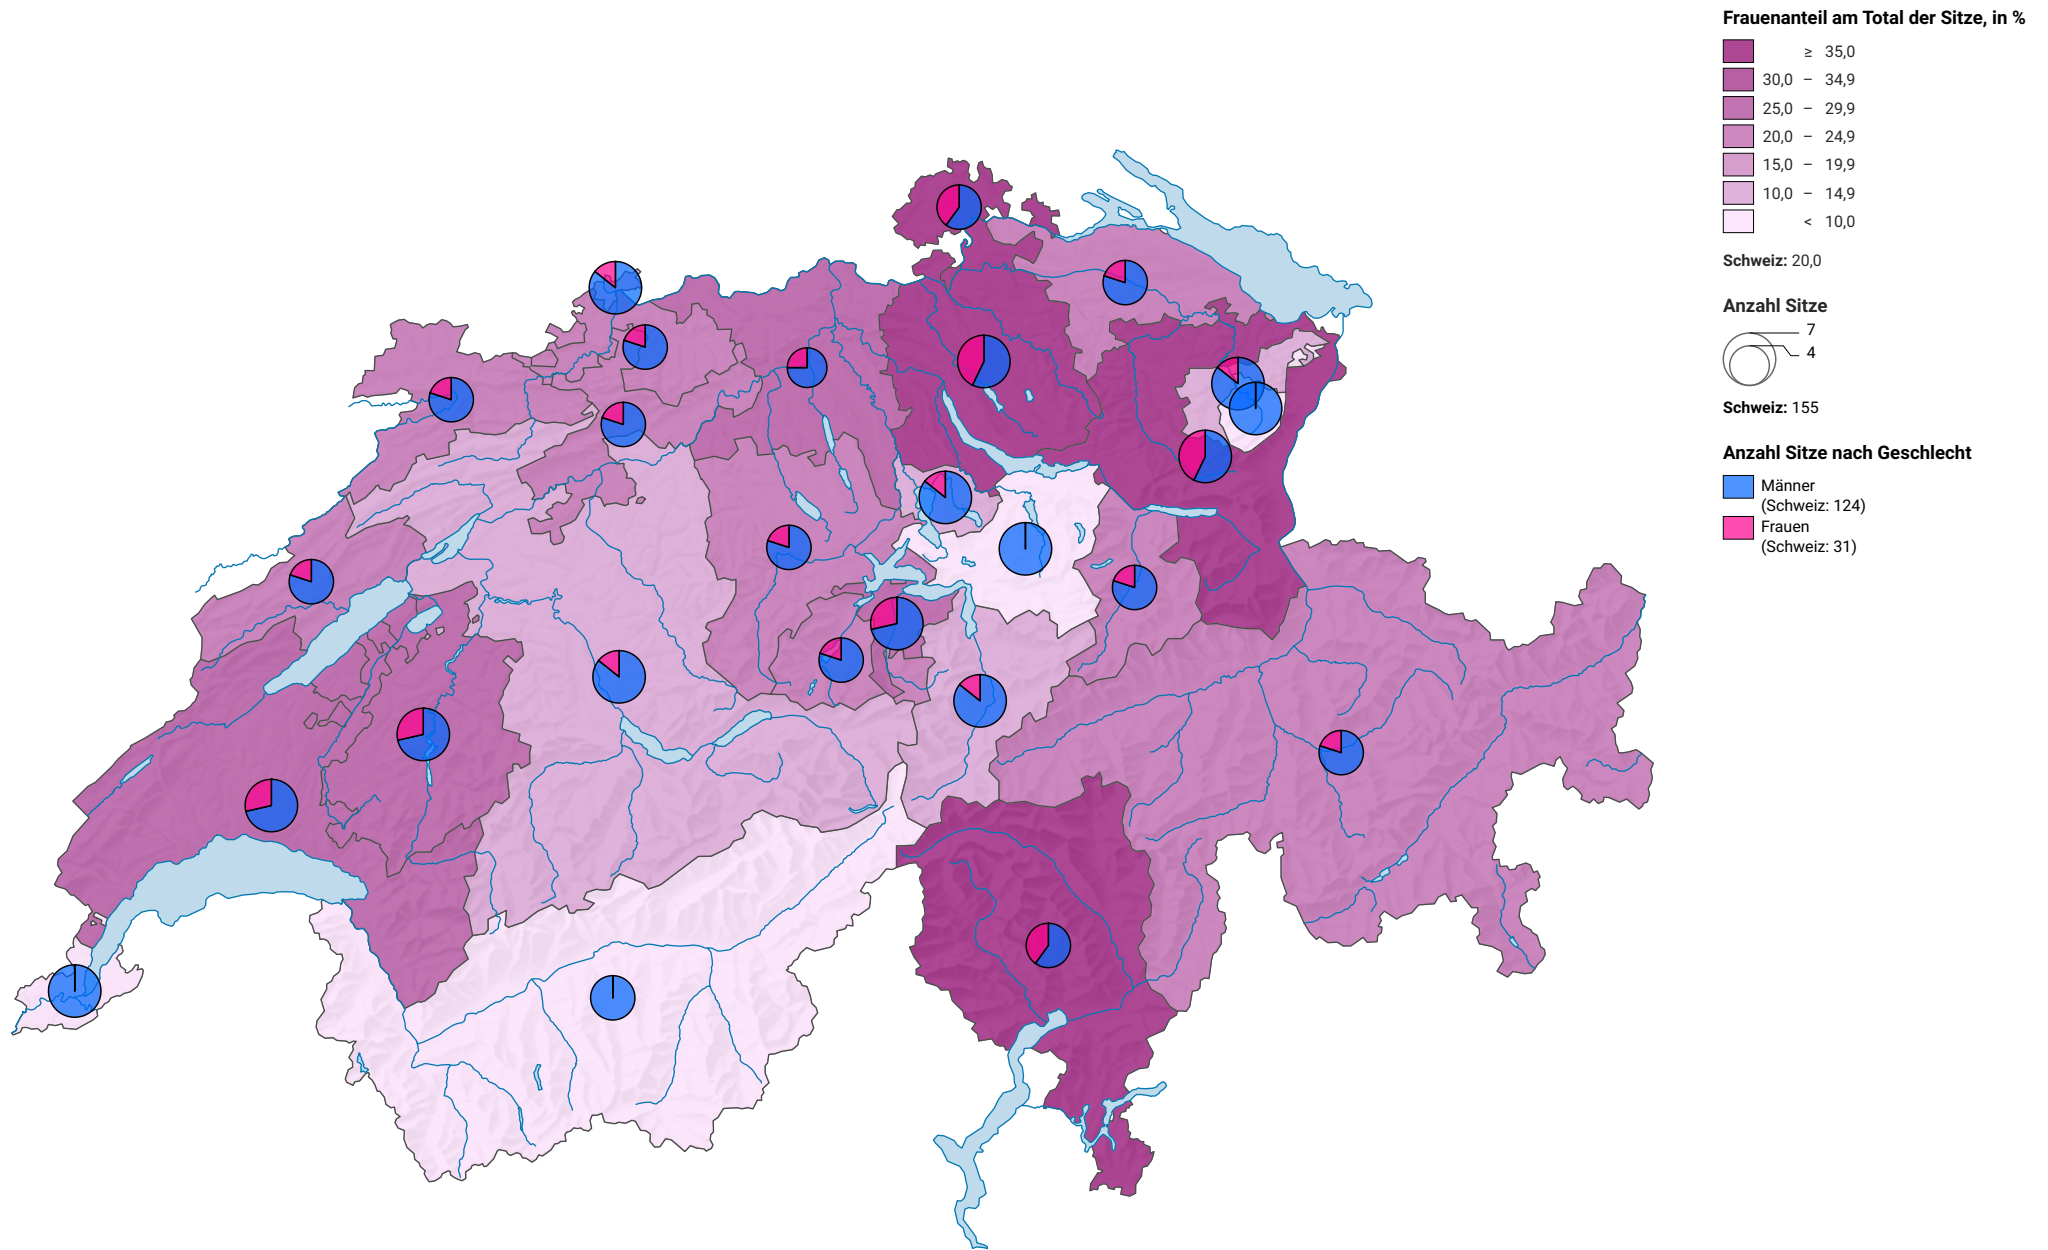 Frauenanteil am Total der Sitze, in %
≥ 35,0
30,0 – 34,9
25,0 – 29,9
20,0 – 24,9
15,0 – 19,9
10,0 – 14,9
< 10,0
Schweiz: 20,0
Anzahl Sitze
7
4
Schweiz: 155
Anzahl Sitze nach Geschlecht
Männer
(Schweiz: 124)
Frauen
(Schweiz: 31)